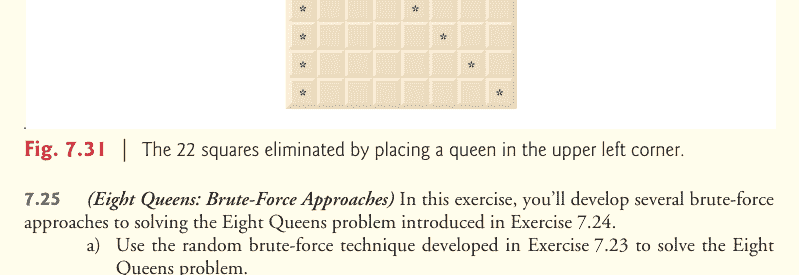 * *
* *
* *
* *
Fig. 7.31 | The 22 squares eliminated by placing a queen in the upper left corner.
7.25 (Eight Queens: Brute-Force Approaches) In this exercise, you’ll develop several brute-force
approaches to solving the Eight Queens problem introduced in Exercise 7.24.
a) Use the random brute-force technique developed in Exercise 7.23 to solve the Eight
Queens problem.